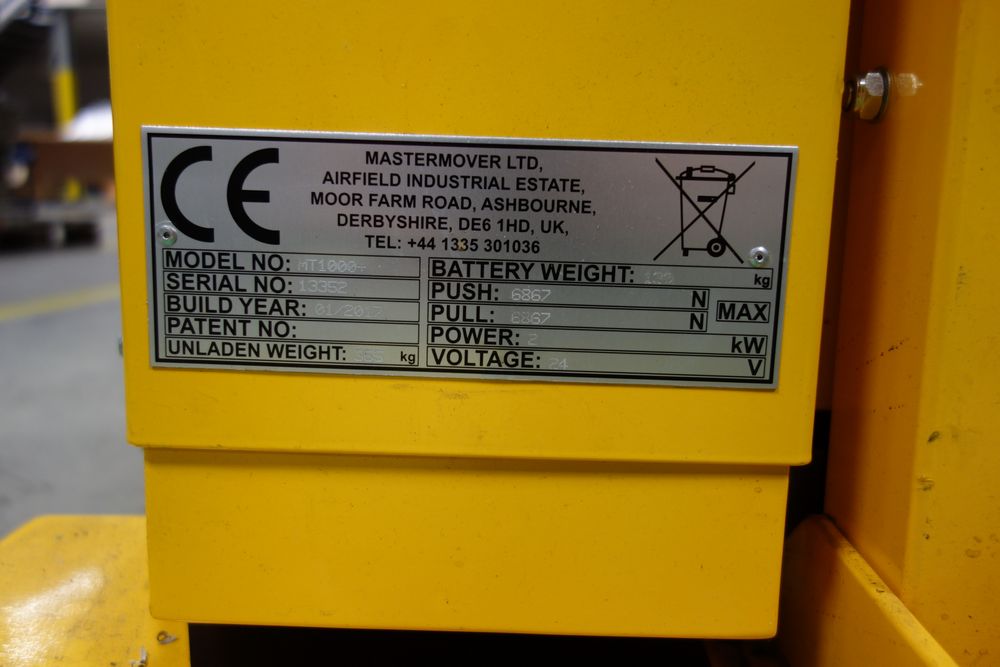 CE
MASTERMOVER LTD,
AIRFIELD INDUSTRIAL ESTATE,
MOOR FARM ROAD, ASHBOURNE,
DERBYSHIRE, DE6 1HD, UK,
TEL: +44 1335 301036
MODEL NO: MT1000+
SERIAL NO: 13352
BUILD YEAR: 01/2017
PATENT NO:
UNLADEN WEIGHT: kg
BATTERY WEIGHT: kg
PUSH: 6867 N
PULL: 6867 N
MAX
POWER: 2 kW
VOLTAGE: 24 V